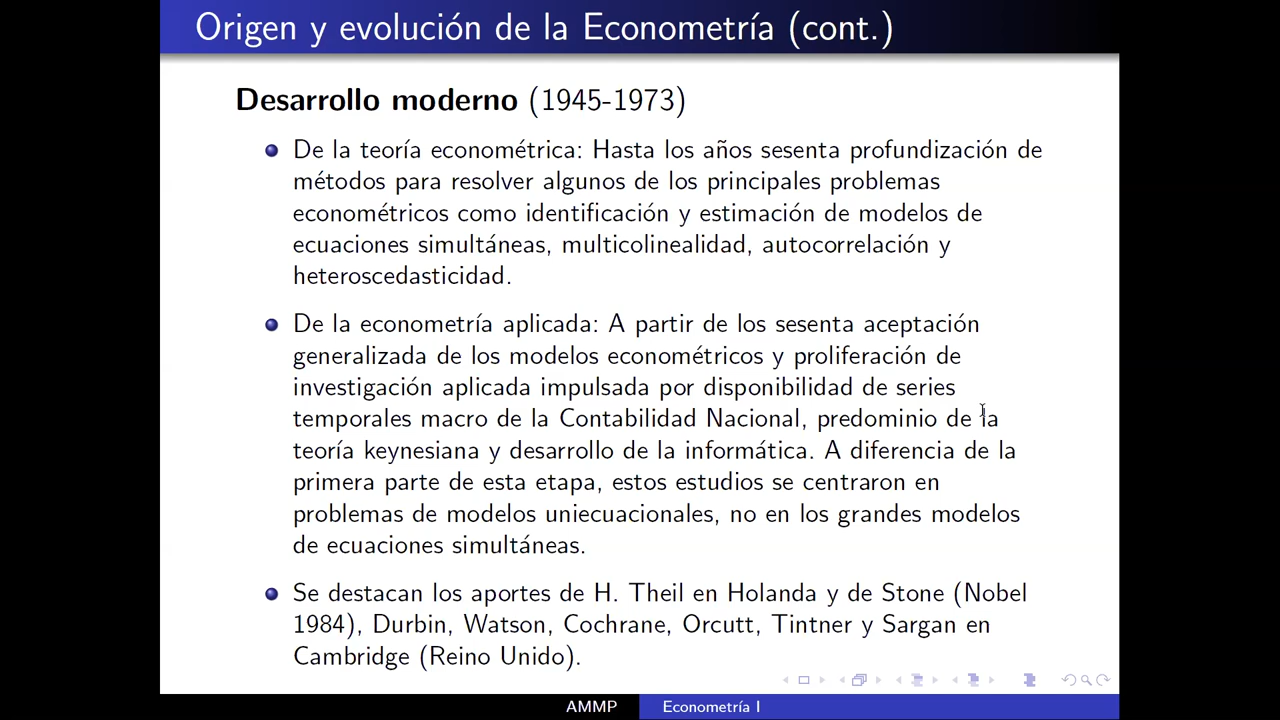 Origen y evolución de la Econometría (cont.)
Desarrollo moderno (1945-1973)
De la teoría econométrica: Hasta los años sesenta profundización de
métodos para resolver algunos de los principales problemas
econométricos como identificación y estimación de modelos de
ecuaciones simultáneas, multicolinealidad, autocorrelación y
heteroscedasticidad.
De la econometría aplicada: A partir de los sesenta aceptación
generalizada de los modelos econométricos y proliferación de
investigación aplicada impulsada por disponibilidad de series
temporales macro de la Contabilidad Nacional, predominio de la
teoría keynesiana y desarrollo de la informática. A diferencia de la
primera parte de esta etapa, estos estudios se centraron en
problemas de modelos uniecuacionales, no en los grandes modelos
de ecuaciones simultáneas.
Se destacan los aportes de H. Theil en Holanda y de Stone (Nobel
1984), Durbin, Watson, Cochrane, Orcutt, Tintner y Sargan en
Cambridge (Reino Unido).
AMMP
Econometría I